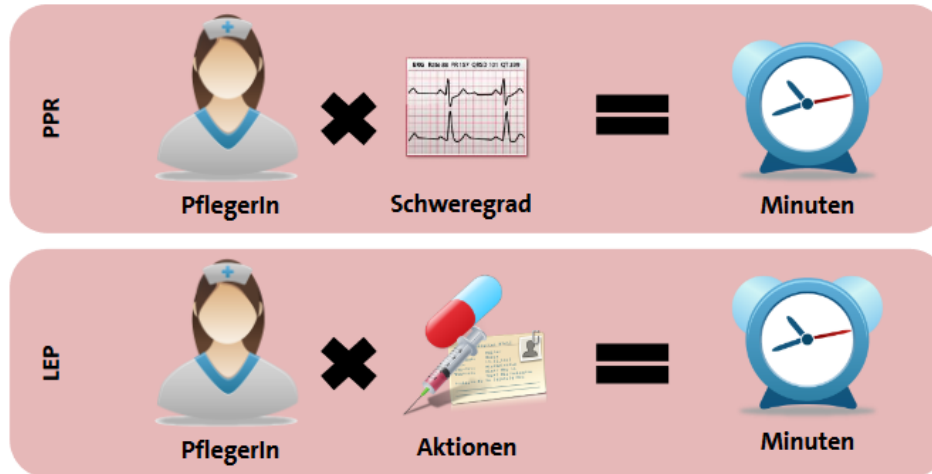 PPR
PflegerIn
Schweregrad
Minuten
LEP
PflegerIn
Aktionen
Minuten